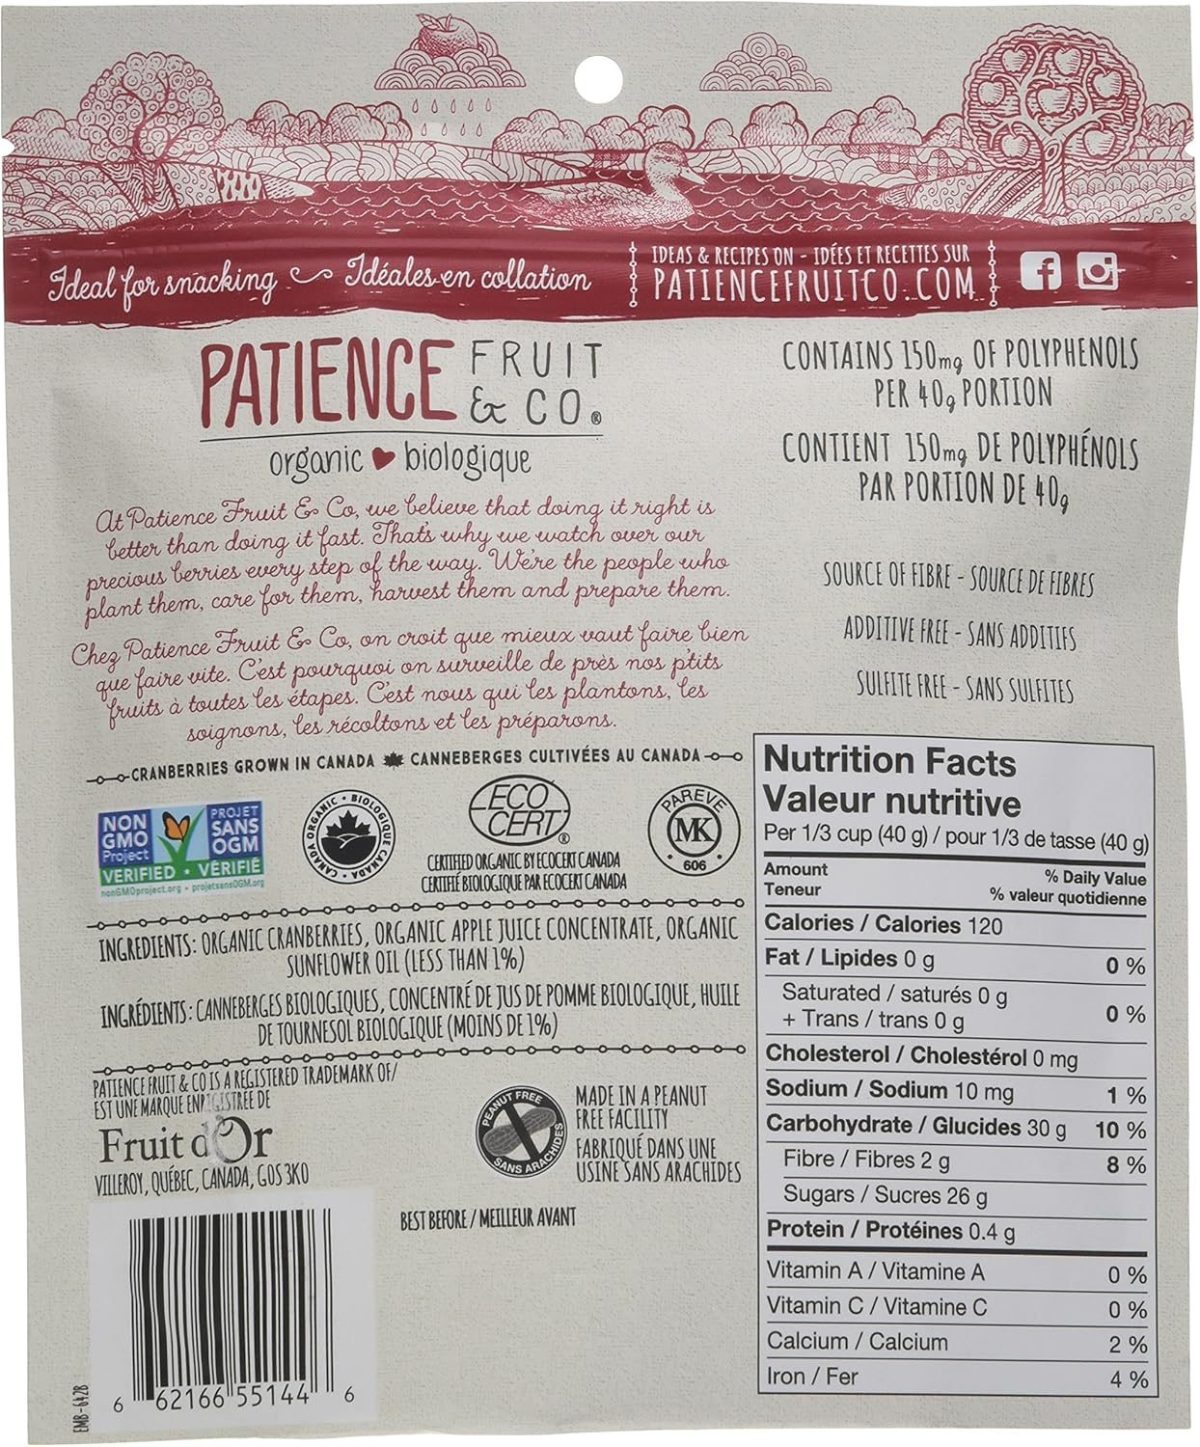 Ideal for snacking Idéales en collation
IDEAS & RECIPES ON - IDÉES ET RECETTES SUR
PATIENCEFRUITCO.COM
f
PATIENCE FRUIT
& CO.®
organic biologique
At Patience Fruit & Co, we believe that doing it right is
better than doing it fast. That's why we watch over our
precious berries every step of the way. We're the people who
plant them, care for them, harvest them and prepare them.
Chez Patience Fruit & Co, on croit que mieux vaut faire bien
que faire vite. C'est pourquoi on surveille de près nos p'tits
fruits à toutes les étapes. C'est nous qui les plantons, les
soignons, les récoltons et les préparons.
CONTAINS 150mg OF POLYPHENOLS
PER 40g PORTION
CONTIENT 150mg DE POLYPHÉNOLS
PAR PORTION DE 40g
SOURCE OF FIBRE - SOURCE DE FIBRES
ADDITIVE FREE - SANS ADDITIFS
SULFITE FREE - SANS SULFITES
CRANBERRIES GROWN IN CANADA CANNEBERGES CULTIVÉES AU CANADA
NON
GMO
Project
PROJET
SANS
OGM
VERIFIED • VÉRIFIÉ
nonGMOproject.org • projetsansOGM.org
CANADA ORGANIC • BIOLOGIQUE CANADA •
ECO
CERT®
CERTIFIED ORGANIC BY ECOCERT CANADA
CERTIFIÉ BIOLOGIQUE PAR ECOCERT CANADA
PAREVE
MK
• 606 •
INGREDIENTS: ORGANIC CRANBERRIES, ORGANIC APPLE JUICE CONCENTRATE, ORGANIC
SUNFLOWER OIL (LESS THAN 1%)
INGRÉDIENTS: CANNEBERGES BIOLOGIQUES, CONCENTRÉ DE JUS DE POMME BIOLOGIQUE, HUILE
DE TOURNESOL BIOLOGIQUE (MOINS DE 1%)
PATIENCE FRUIT & CO IS A REGISTERED TRADEMARK OF/
EST UNE MARQUE ENREGISTRÉE DE
Fruit d'Or
VILLEROY, QUÉBEC, CANADA, G0S 3K0
PEANUT FREE
SANS ARACHIDES
MADE IN A PEANUT
FREE FACILITY
FABRIQUÉ DANS UNE
USINE SANS ARACHIDES
BEST BEFORE / MEILLEUR AVANT
EMB-6428
6 62166 55144 6
Nutrition Facts
Valeur nutritive
Per 1/3 cup (40 g) / pour 1/3 de tasse (40 g)
Amount % Daily Value
Teneur % valeur quotidienne
Calories / Calories 120
Fat / Lipides 0 g 0 %
Saturated / saturés 0 g
+ Trans / trans 0 g 0 %
Cholesterol / Cholestérol 0 mg
Sodium / Sodium 10 mg 1 %
Carbohydrate / Glucides 30 g 10 %
Fibre / Fibres 2 g 8 %
Sugars / Sucres 26 g
Protein / Protéines 0.4 g
Vitamin A / Vitamine A 0 %
Vitamin C / Vitamine C 0 %
Calcium / Calcium 2 %
Iron / Fer 4 %